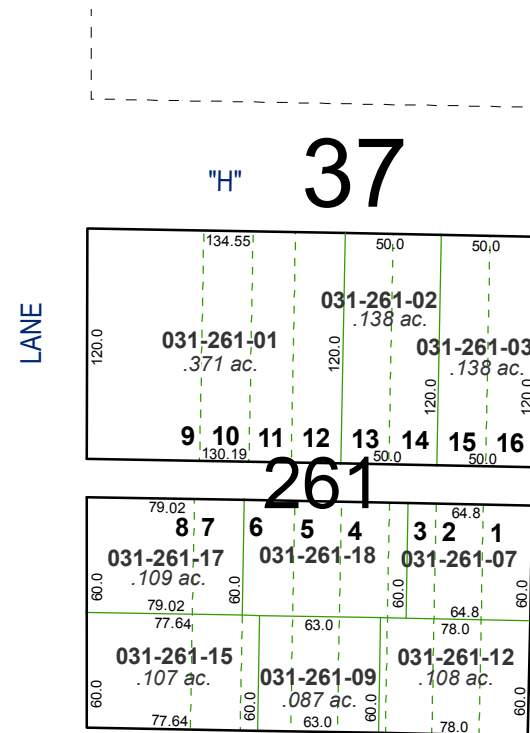 37
"H"
LANE
134.55 50.0 50.0
031-261-02
.138 ac.
031-261-01
.371 ac.
031-261-03
.138 ac.
120.0 120.0 120.0 120.0
9 10 11 12 13 14 15 16
130.19 50.0 50.0
261
79.02 64.8
8 7 6 5 4 3 2 1
031-261-17 031-261-18 031-261-07
.109 ac.
60.0 60.0 60.0 60.0
79.02 64.8
77.64 63.0 78.0
031-261-15 031-261-12
.107 ac. .108 ac.
031-261-09
.087 ac.
60.0 60.0 60.0 60.0
77.64 63.0 78.0